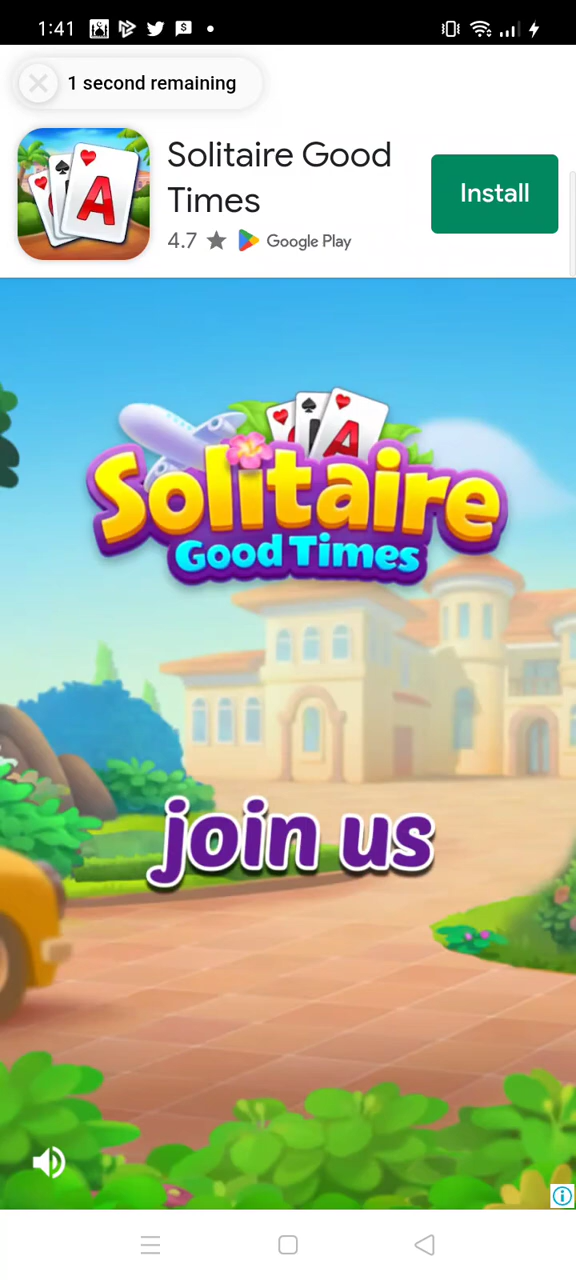 1:41
1 second remaining
Solitaire Good
Times
Install
4.7 Google Play
A
A
Solitaire
Good Times
join us